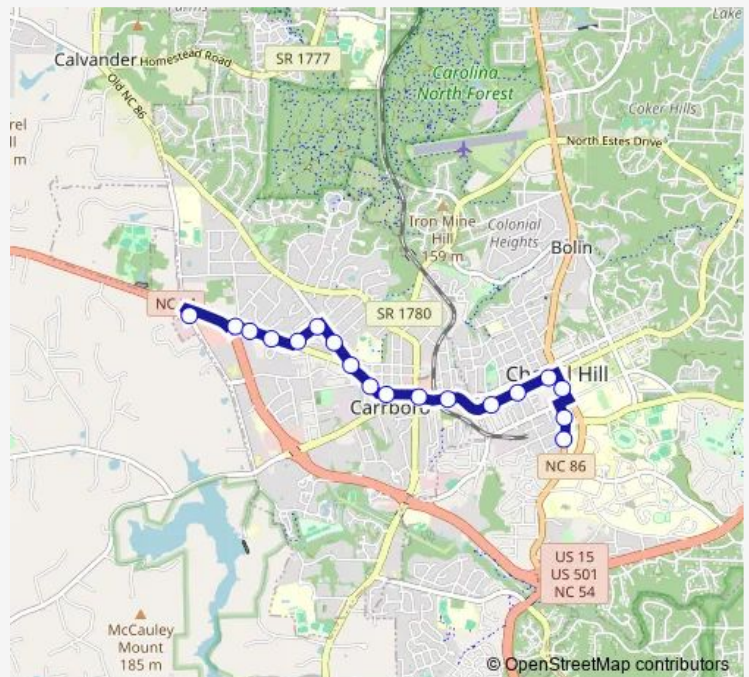 Calvander
Homestead Road
SR 1777
Old NC 86
Carolina
North Forest
Lake
Coker Hills
North Estes Drive
m
Iron Mine
Hill
159 m
Colonial
Heights
Bolin
NC
SR 1780
Chapel Hill
Carrboro
NC 86
US 15
US 501
NC 54
McCauley
Mount
185 m
© OpenStreetMap contributors